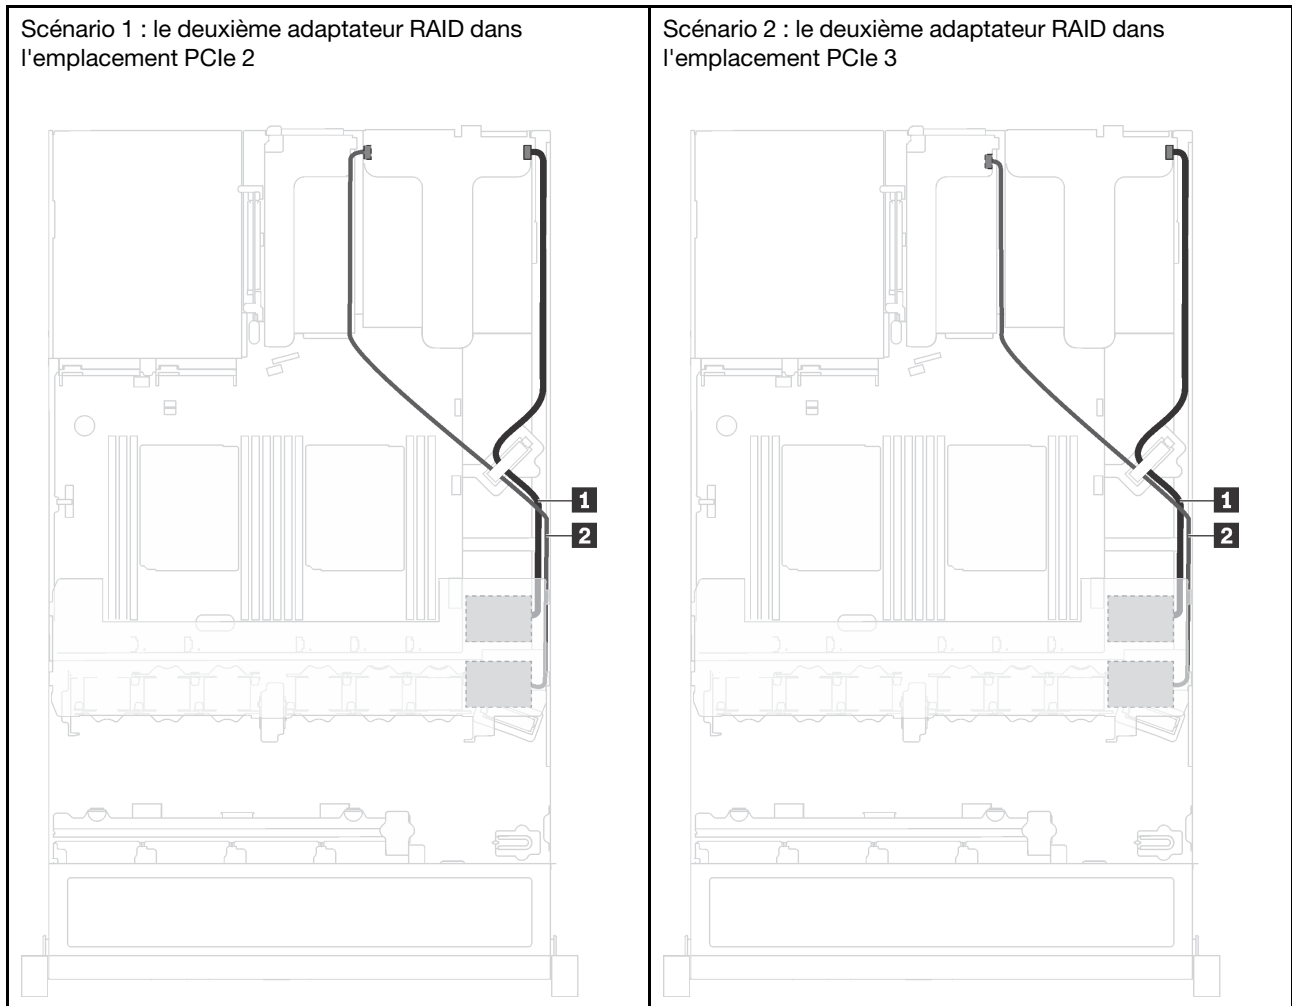 Scénario 1 : le deuxième adaptateur RAID dans
l'emplacement PCIe 2
Scénario 2 : le deuxième adaptateur RAID dans
l'emplacement PCIe 3
1
2
1
2